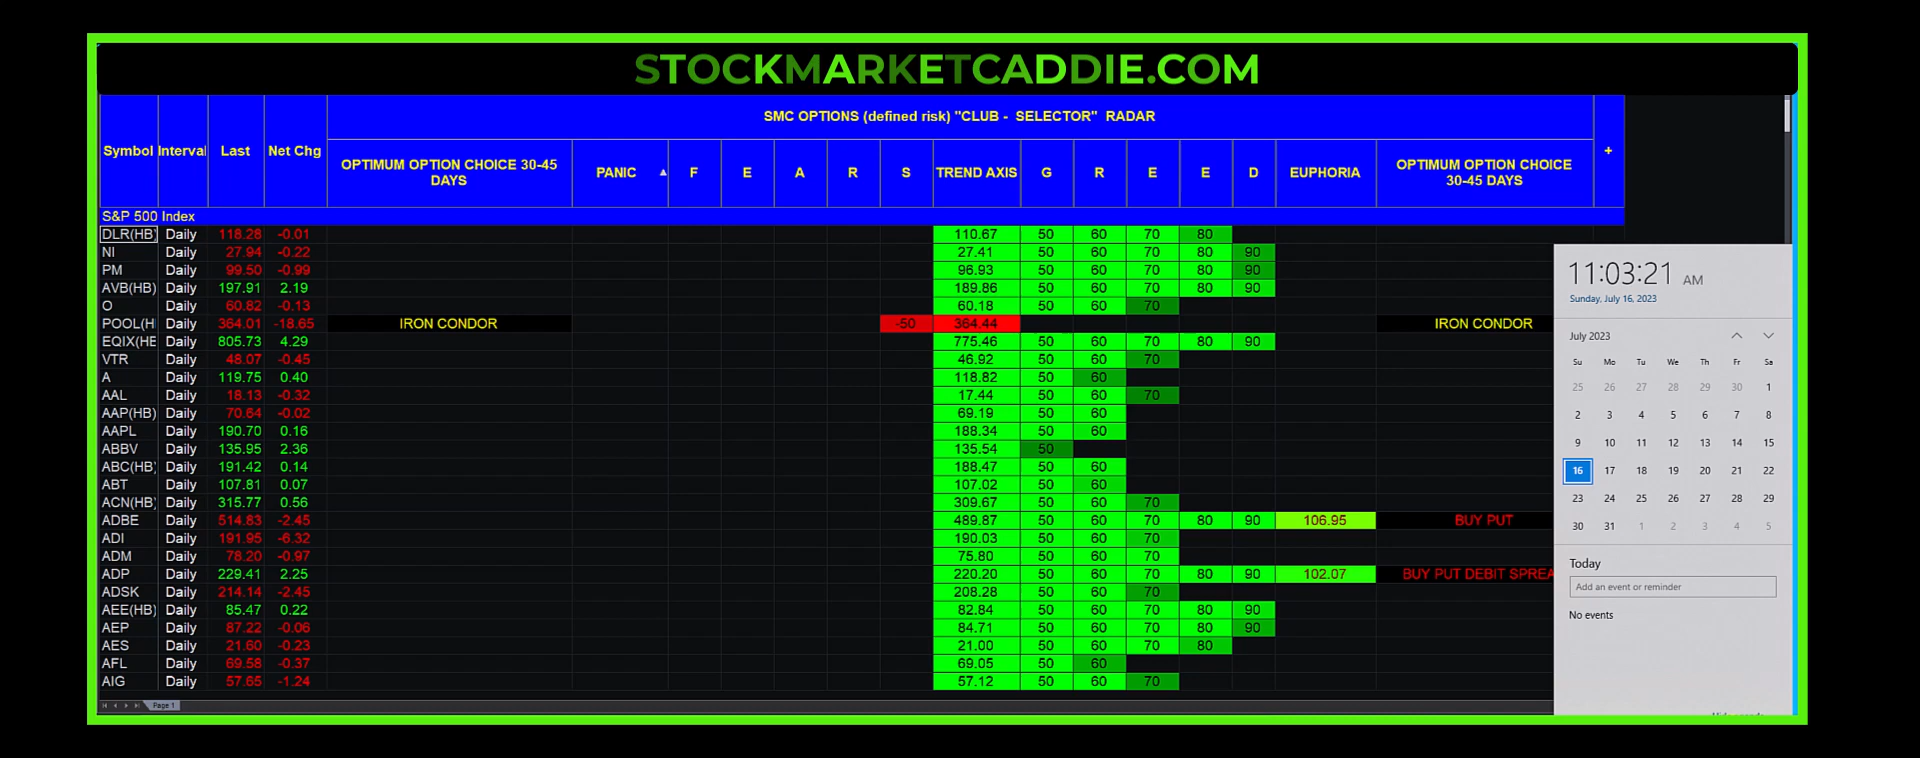 STOCKMARKETCADDIE.COM
SMC OPTIONS (defined risk) "CLUB - SELECTOR" RADAR
Symbol Interval Last Net Chg OPTIMUM OPTION CHOICE 30-45 DAYS PANIC F E A R S TREND AXIS G R E E D EUPHORIA OPTIMUM OPTION CHOICE 30-45 DAYS +
S&P 500 Index
DLR(HB) Daily 118.28 -0.01 110.67 50 60 70 80
NI Daily 27.94 -0.22 27.41 50 60 70 80 90
PM Daily 99.50 -0.99 96.93 50 60 70 80 90
AVB(HB) Daily 197.91 2.19 189.86 50 60 70 80 90
O Daily 60.82 -0.13 60.18 50 60 70
POOL(H Daily 364.01 -18.65 IRON CONDOR -50 364.44 IRON CONDOR
EQIX(HE Daily 805.73 4.29 775.46 50 60 70 80 90
VTR Daily 48.07 -0.45 46.92 50 60 70
A Daily 119.75 0.40 118.82 50 60
AAL Daily 18.13 -0.32 17.44 50 60 70
AAP(HB) Daily 70.64 -0.02 69.19 50 60
AAPL Daily 190.70 0.16 188.34 50 60
ABBV Daily 135.95 2.36 135.54 50
ABC(HB) Daily 191.42 0.14 188.47 50 60
ABT Daily 107.81 0.07 107.02 50 60
ACN(HB) Daily 315.77 0.56 309.67 50 60 70
ADBE Daily 514.83 -2.45 489.87 50 60 70 80 90 106.95 BUY PUT
ADI Daily 191.95 -6.32 190.03 50 60 70
ADM Daily 78.20 -0.97 75.80 50 60 70
ADP Daily 229.41 2.25 220.20 50 60 70 80 90 102.07 BUY PUT DEBIT SPREA
ADSK Daily 214.14 -2.45 208.28 50 60 70
AEE(HB) Daily 85.47 0.22 82.84 50 60 70 80 90
AEP Daily 87.22 -0.06 84.71 50 60 70 80 90
AES Daily 21.60 -0.23 21.00 50 60 70 80
AFL Daily 69.58 -0.37 69.05 50 60
AIG Daily 57.65 -1.24 57.12 50 60 70
Page 1
11:03:21 AM
Sunday, July 16, 2023
July 2023
Su Mo Tu We Th Fr Sa
25 26 27 28 29 30 1
2 3 4 5 6 7 8
9 10 11 12 13 14 15
16 17 18 19 20 21 22
23 24 25 26 27 28 29
30 31 1 2 3 4 5
Today
Add an event or reminder
No events